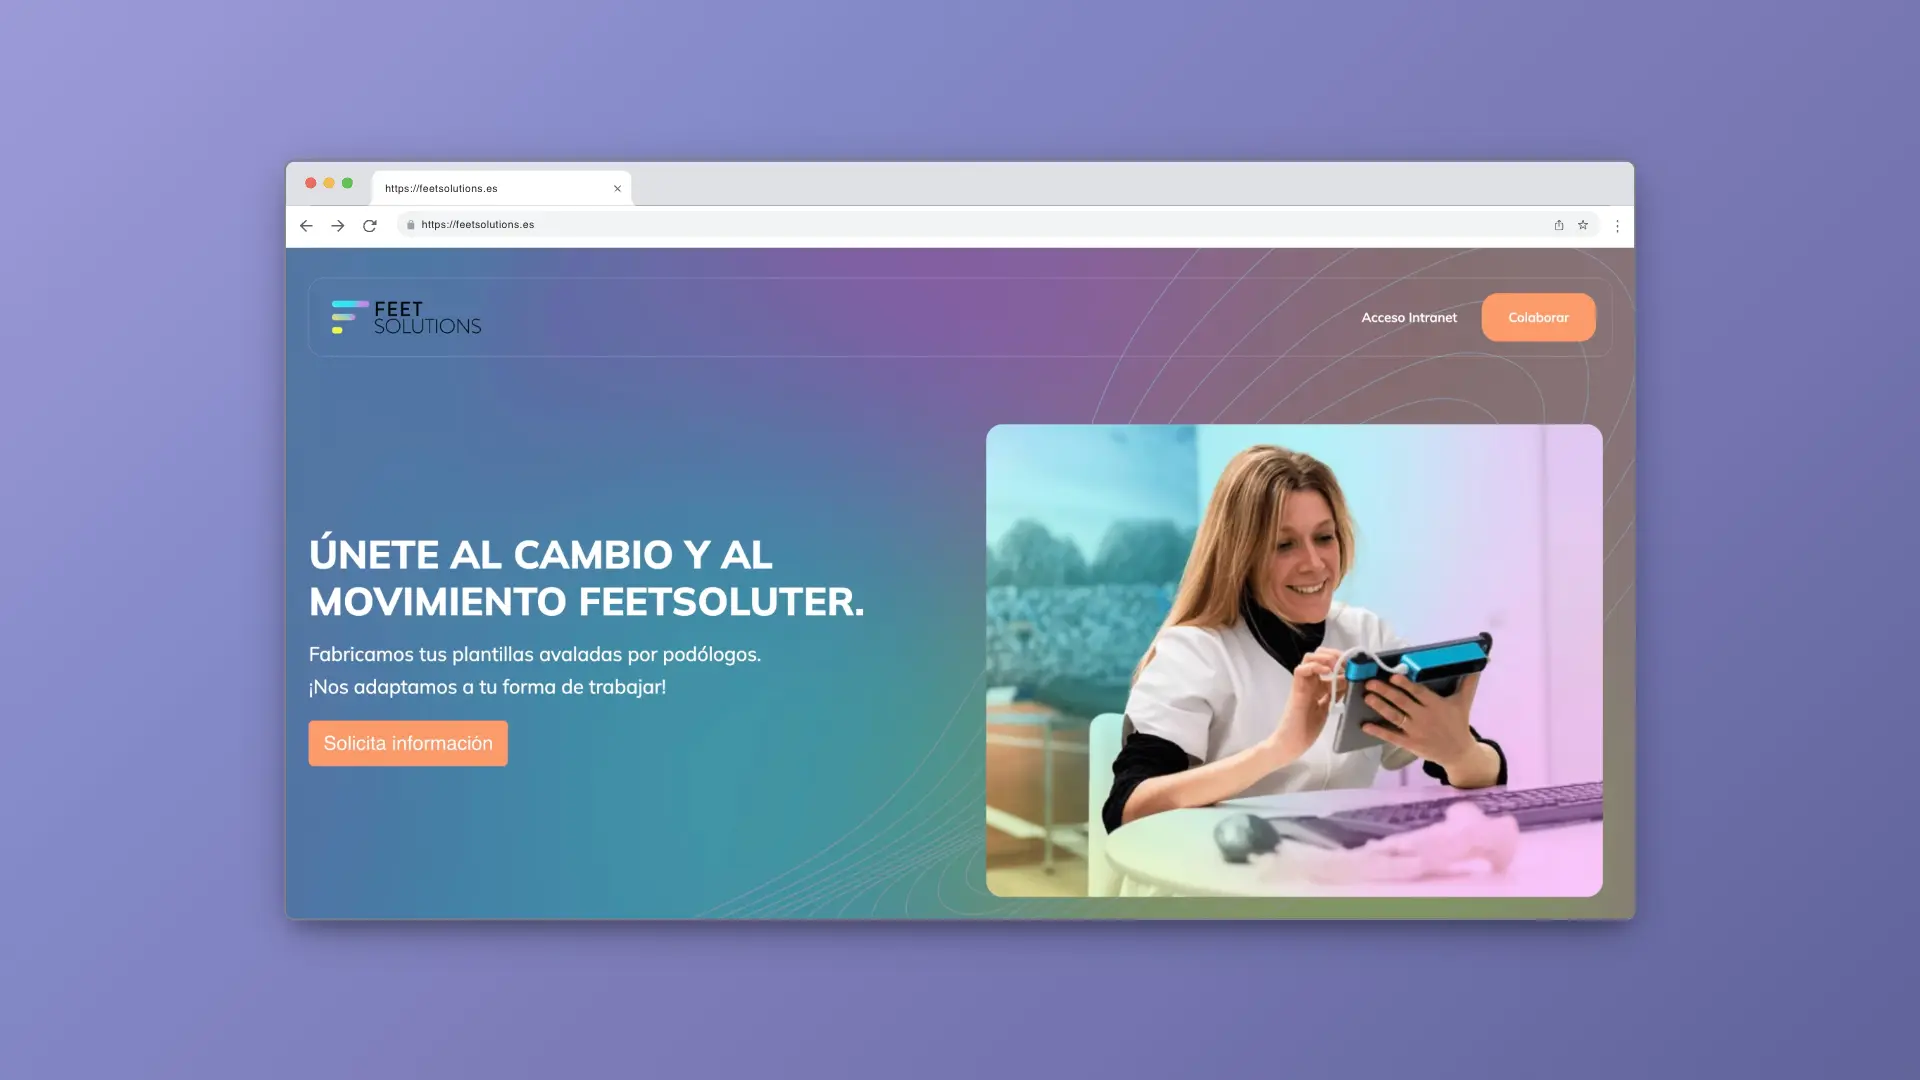 https://feetsolutions.es
https://feetsolutions.es
FEET
SOLUTIONS
Acceso Intranet
Colaborar
ÚNETE AL CAMBIO Y AL
MOVIMIENTO FEETSOLUTER.
Fabricamos tus plantillas avaladas por podólogos.
¡Nos adaptamos a tu forma de trabajar!
Solicita información